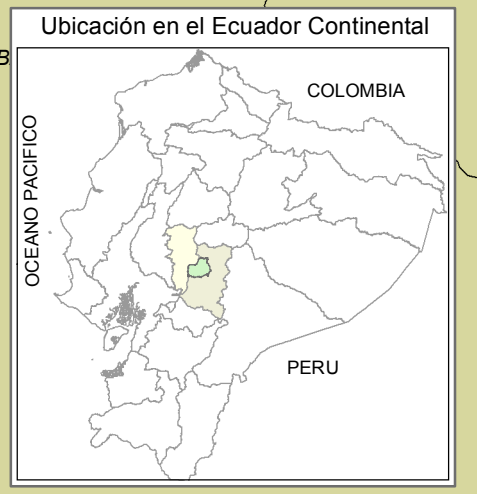 Ubicación en el Ecuador Continental
B
COLOMBIA
OCEANO PACIFICO
PERU